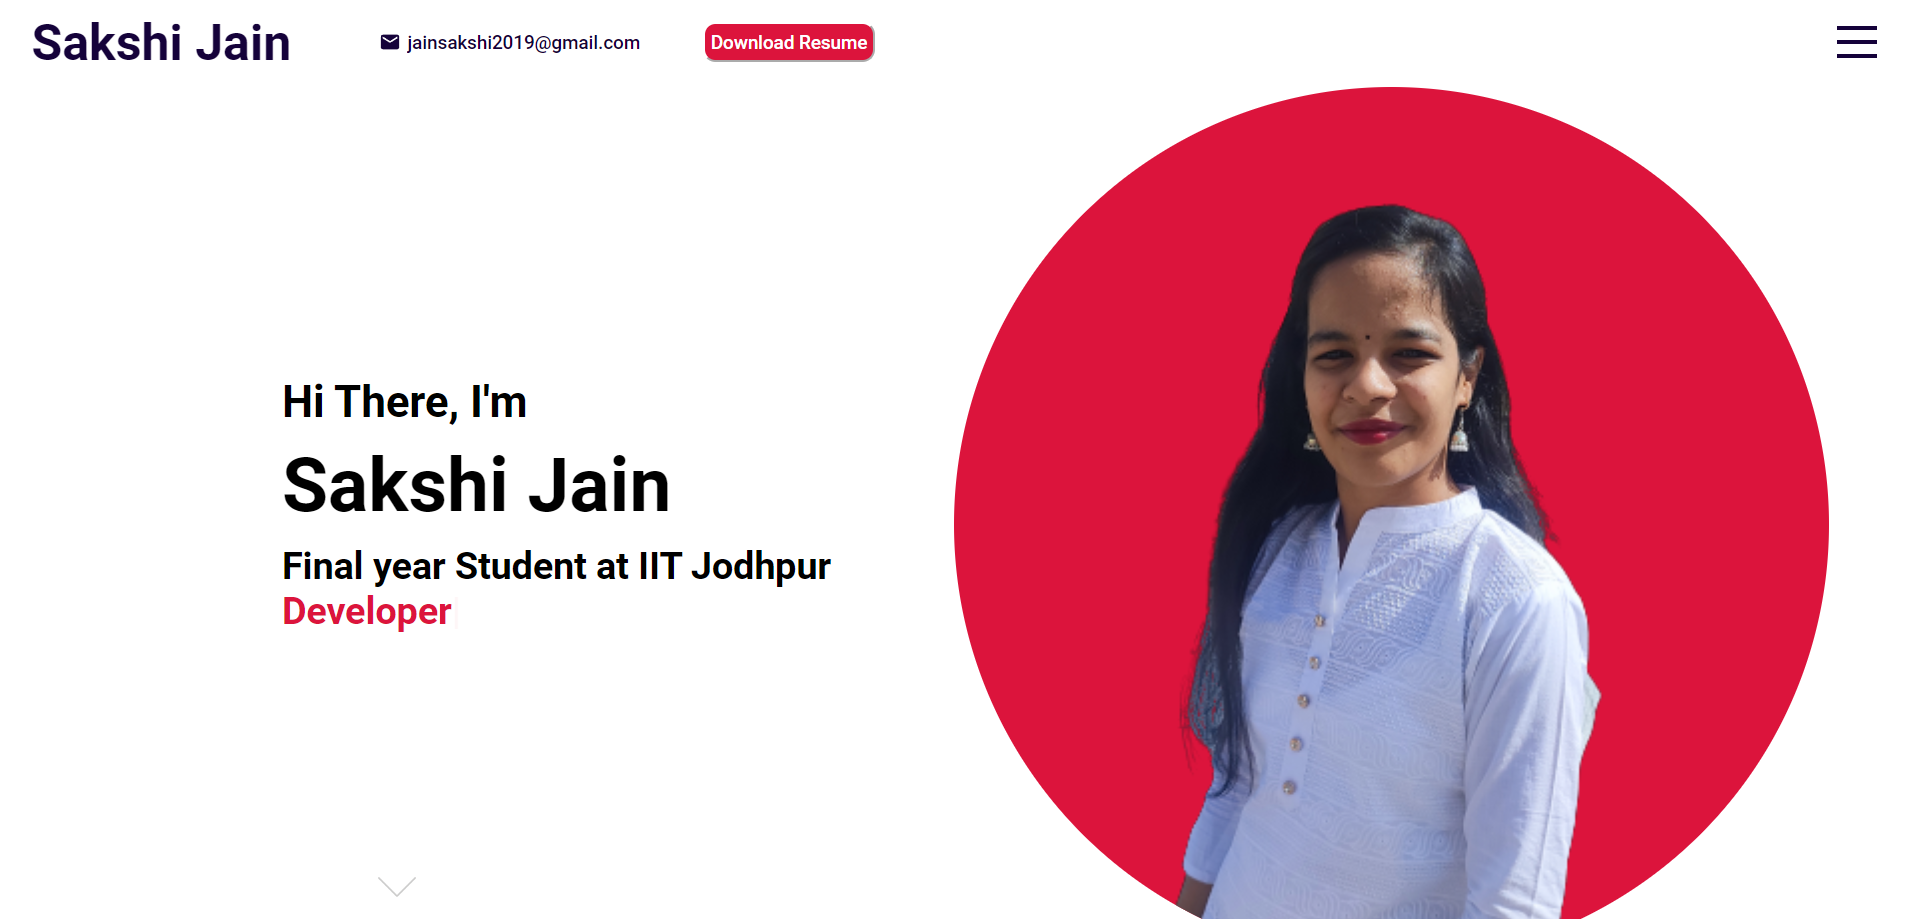 Sakshi Jain
jainsakshi2019@gmail.com
Download Resume
Hi There, I'm
Sakshi Jain
Final year Student at IIT Jodhpur
Developer